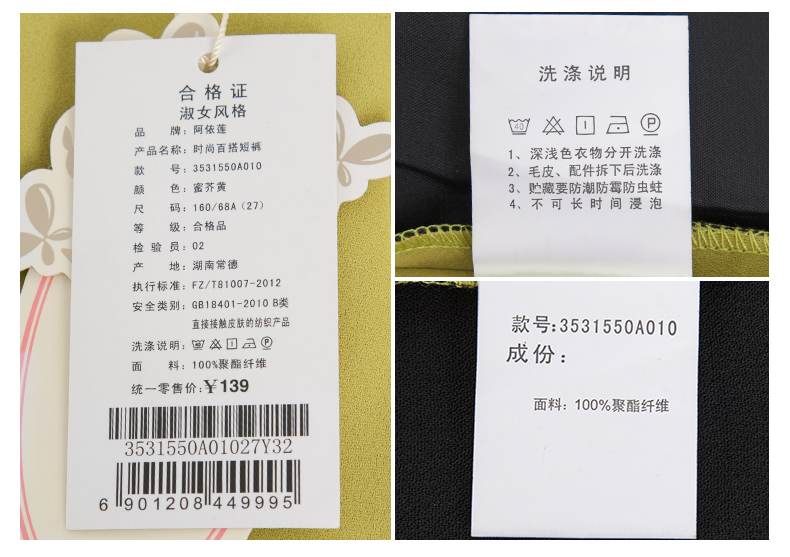 合格证
淑女风格
品 牌：阿依莲
产品名称：时尚百搭短裤
款 号：3531550A010
颜 色：蜜芥黄
尺 码：160/68A（27）
等 级：合格品
检 验 员：02
产 地：湖南常德
执行标准：FZ/T81007-2012
安全类别：GB18401-2010 B类
直接接触皮肤的纺织产品
洗涤说明：
面 料：100%聚酯纤维
统一零售价：¥139
3531550A01027Y32
6 901208 449995
洗涤说明
40 P
1、深浅色衣物分开洗涤
2、毛皮、配件拆下后洗涤
3、贮藏要防潮防霉防虫蛀
4、不可长时间浸泡
款号：3531550A010
成份：
面料：100%聚酯纤维